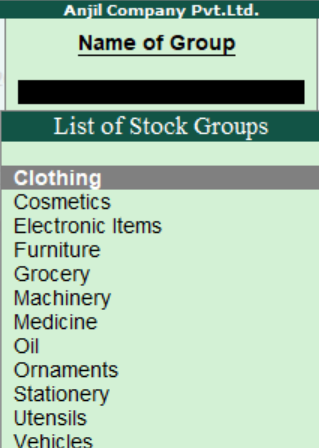 Anjil Company Pvt.Ltd.
Name of Group
List of Stock Groups
Clothing
Cosmetics
Electronic Items
Furniture
Grocery
Machinery
Medicine
Oil
Ornaments
Stationery
Utensils
Vehicles